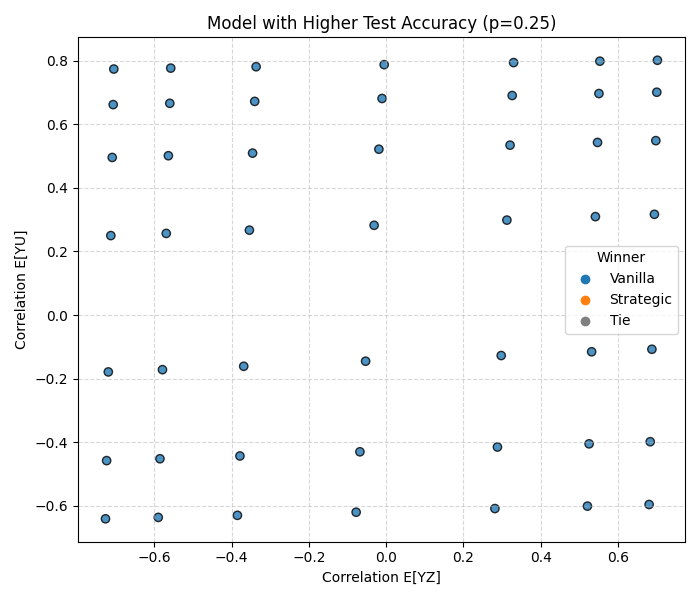 Model with Higher Test Accuracy (p=0.25)
0.8
0.6
0.4
0.2
0.0
−0.2
−0.4
−0.6
Correlation E[YU]
Winner
Vanilla
Strategic
Tie
−0.6
−0.4
−0.2
0.0
0.2
0.4
0.6
Correlation E[YZ]